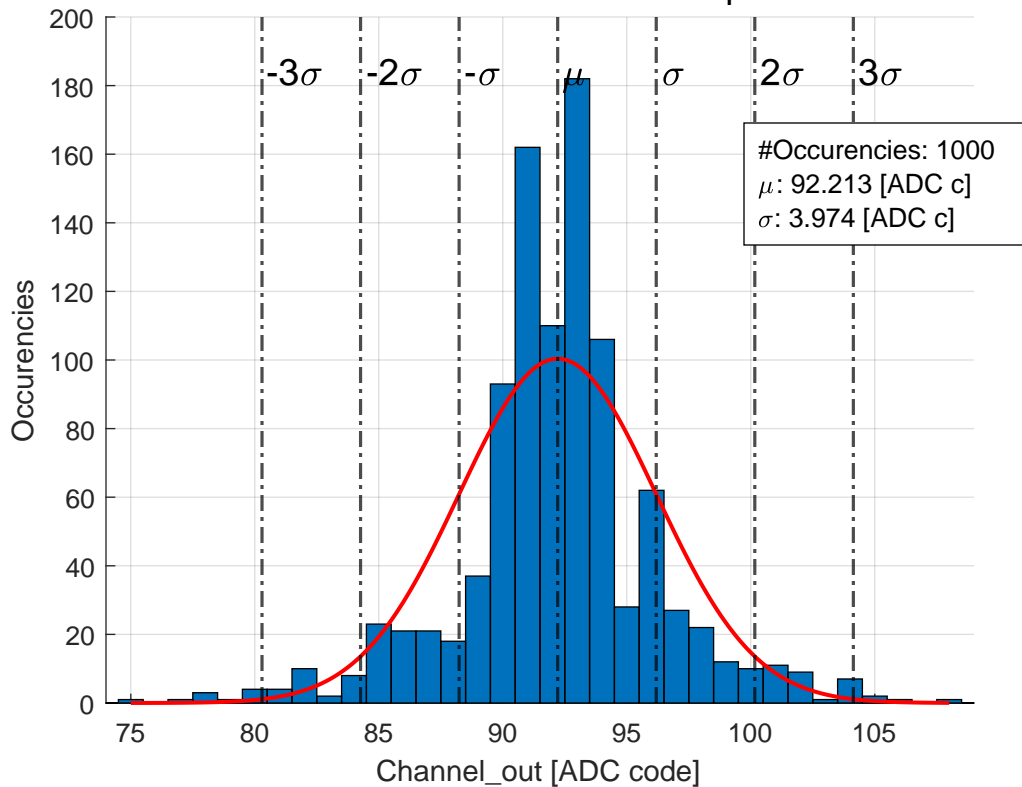 200
180
160
140
120
100
80
60
40
20
0
Occurencies
-3σ
-2σ
-σ
μ
σ
2σ
3σ
#Occurencies: 1000
μ: 92.213 [ADC c]
σ: 3.974 [ADC c]
75
80
85
90
95
100
105
Channel_out [ADC code]